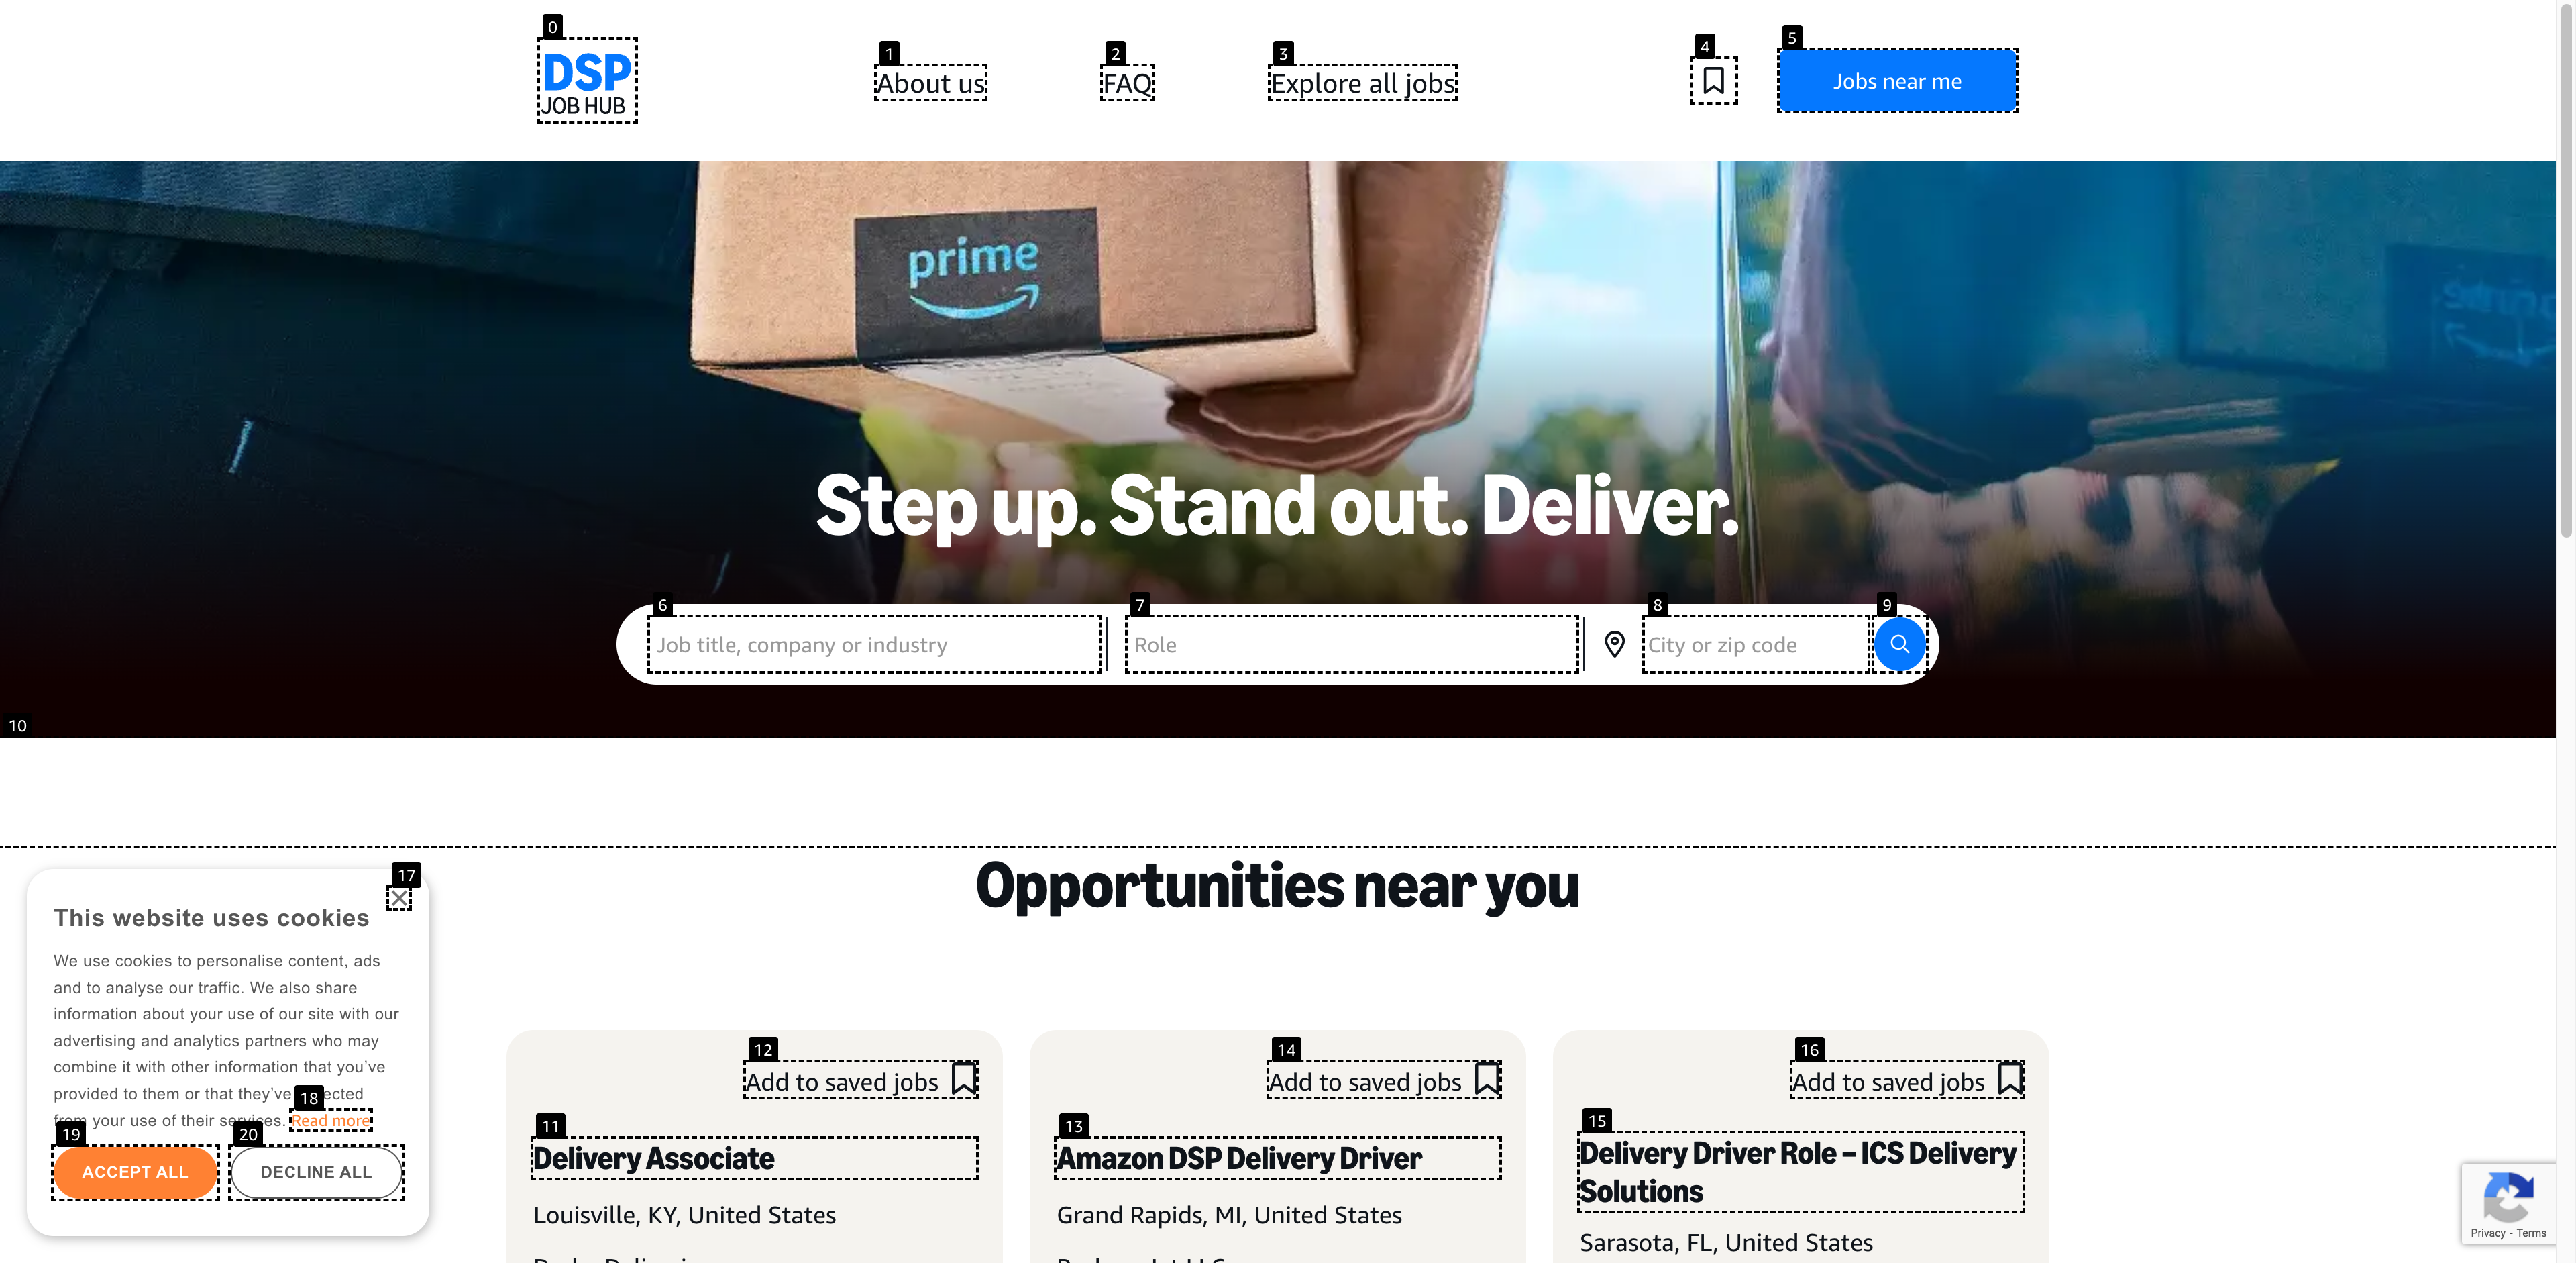 0
DSP
JOB HUB
1
About us
2
FAQ
3
Explore all jobs
4
5
Jobs near me
prime
Step up. Stand out. Deliver.
6
Job title, company or industry
7
Role
8
City or zip code
9
10
Opportunities near you
17
This website uses cookies
We use cookies to personalise content, ads
and to analyse our traffic. We also share
information about your use of our site with our
advertising and analytics partners who may
combine it with other information that you've
provided to them or that they've
18
from your use of their services. Read more
19
ACCEPT ALL
20
DECLINE ALL
12
Add to saved jobs
11
Delivery Associate
Louisville, KY, United States
14
Add to saved jobs
13
Amazon DSP Delivery Driver
Grand Rapids, MI, United States
16
Add to saved jobs
15
Delivery Driver Role – ICS Delivery
Solutions
Sarasota, FL, United States
Privacy - Terms